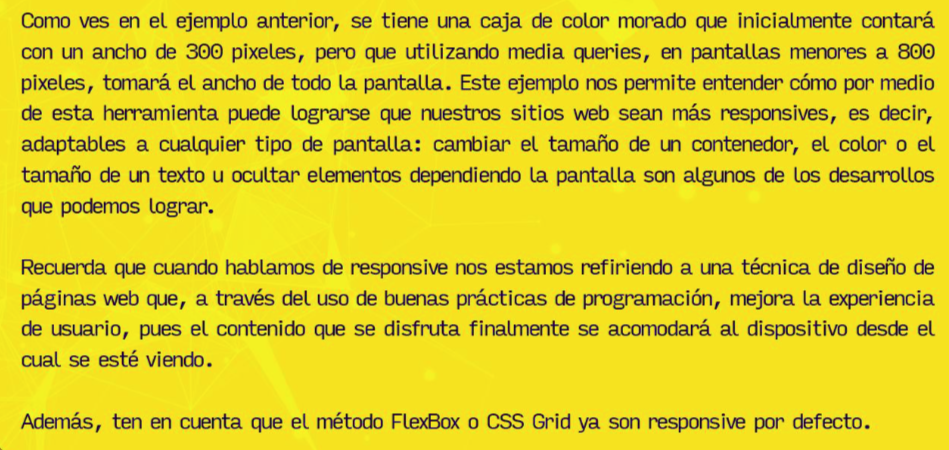 Como ves en el ejemplo anterior, se tiene una caja de color morado que inicialmente contará
con un ancho de 300 pixeles, pero que utilizando media queries, en pantallas menores a 800
pixeles, tomará el ancho de todo la pantalla. Este ejemplo nos permite entender cómo por medio
de esta herramienta puede lograrse que nuestros sitios web sean más responsives, es decir,
adaptables a cualquier tipo de pantalla: cambiar el tamaño de un contenedor, el color o el
tamaño de un texto u ocultar elementos dependiendo la pantalla son algunos de los desarrollos
que podemos lograr.
Recuerda que cuando hablamos de responsive nos estamos refiriendo a una técnica de diseño de
páginas web que, a través del uso de buenas prácticas de programación, mejora la experiencia
de usuario, pues el contenido que se disfruta finalmente se acomodará al dispositivo desde el
cual se esté viendo.
Además, ten en cuenta que el método FlexBox o CSS Grid ya son responsive por defecto.